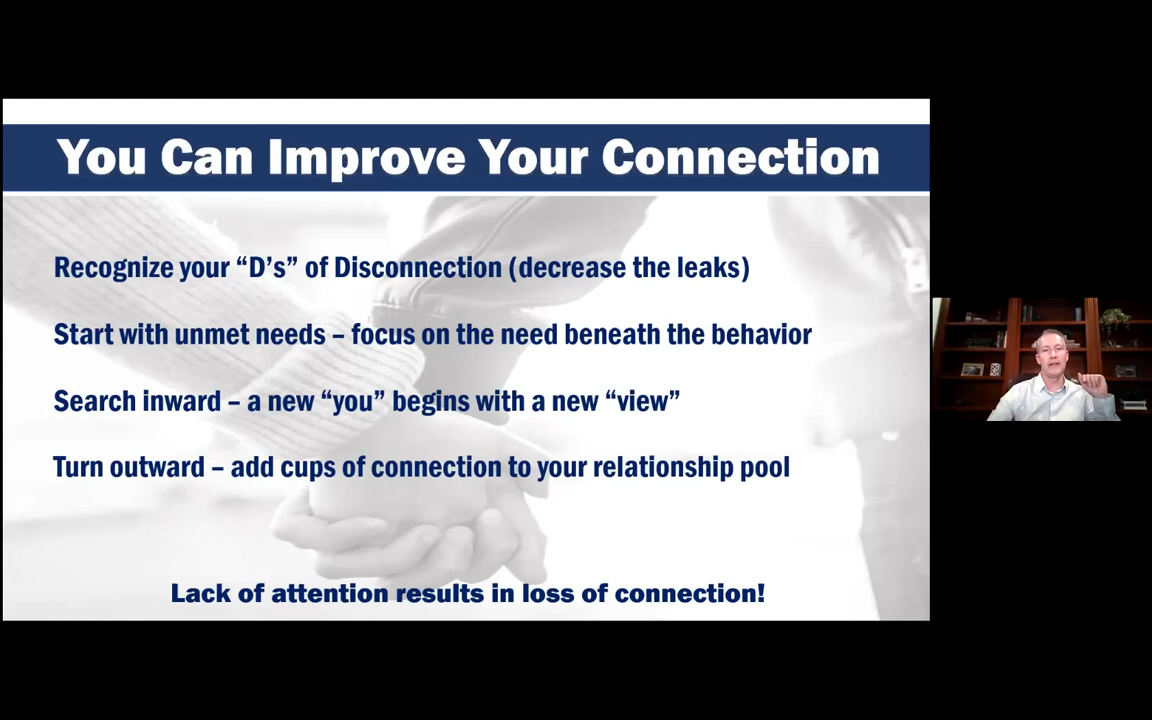 You Can Improve Your Connection
Recognize your “D’s” of Disconnection (decrease the leaks)
Start with unmet needs – focus on the need beneath the behavior
Search inward – a new “you” begins with a new “view”
Turn outward – add cups of connection to your relationship pool
Lack of attention results in loss of connection!